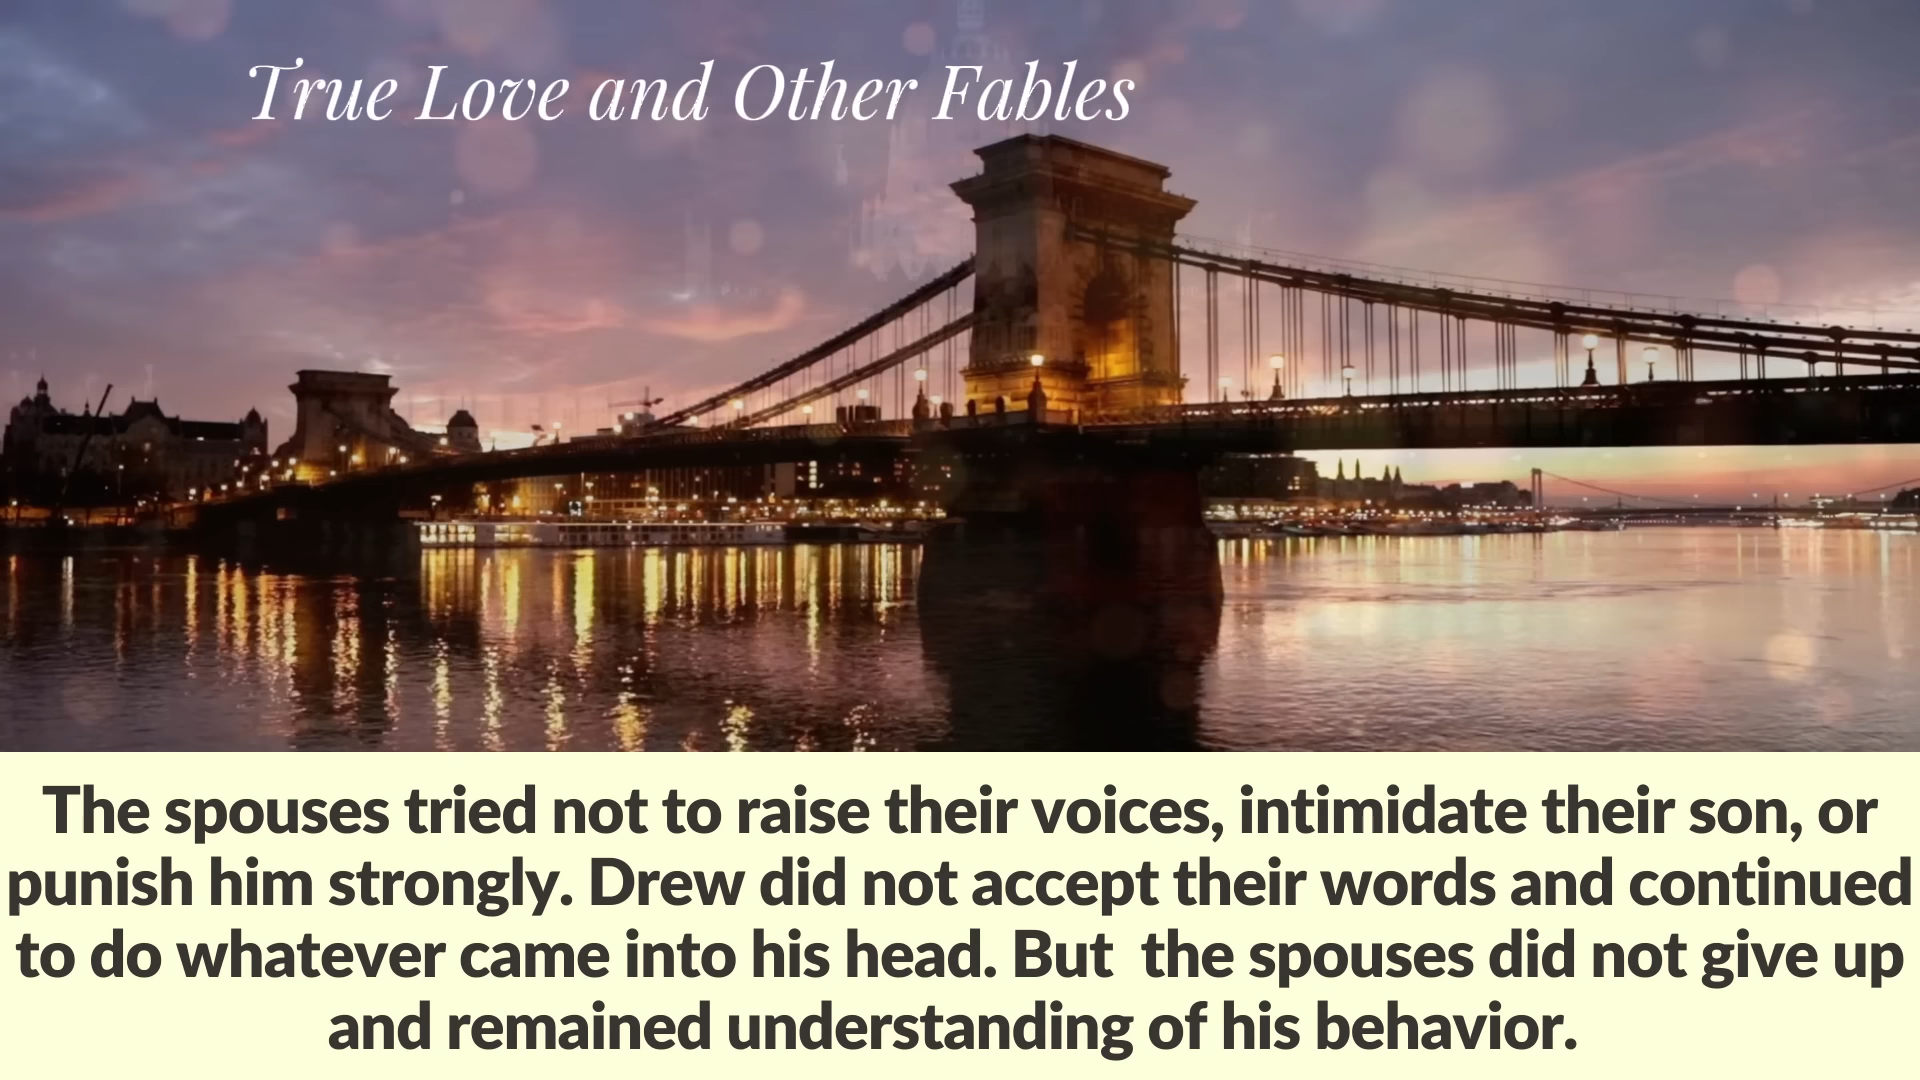 True Love and Other Fables
The spouses tried not to raise their voices, intimidate their son, or
punish him strongly. Drew did not accept their words and continued
to do whatever came into his head. But  the spouses did not give up
and remained understanding of his behavior.